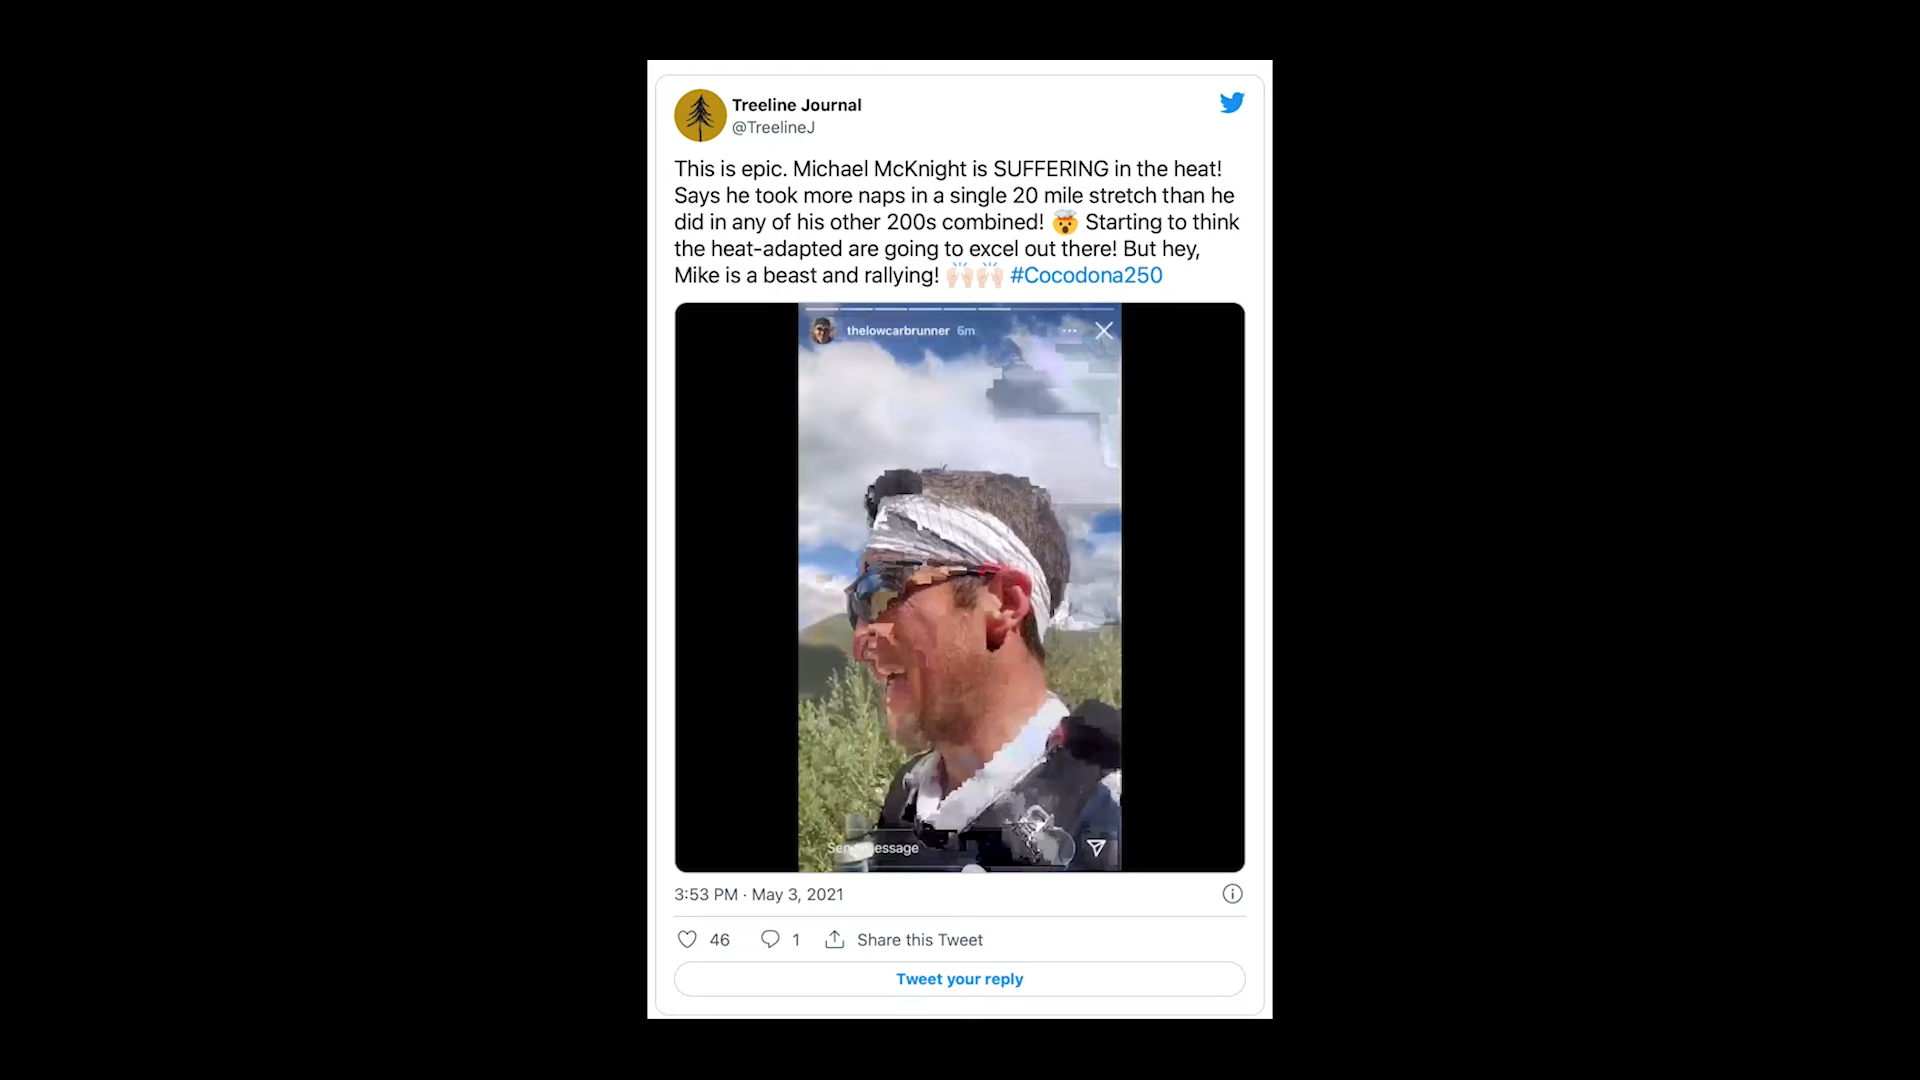 Treeline Journal
@TreelineJ
This is epic. Michael McKnight is SUFFERING in the heat!
Says he took more naps in a single 20 mile stretch than he
did in any of his other 200s combined! 🤯 Starting to think
the heat-adapted are going to excel out there! But hey,
Mike is a beast and rallying! 🙌🏻🙌🏻 #Cocodona250
thelowcarbrunner 6m
Send Message
3:53 PM · May 3, 2021
46 1 Share this Tweet
Tweet your reply